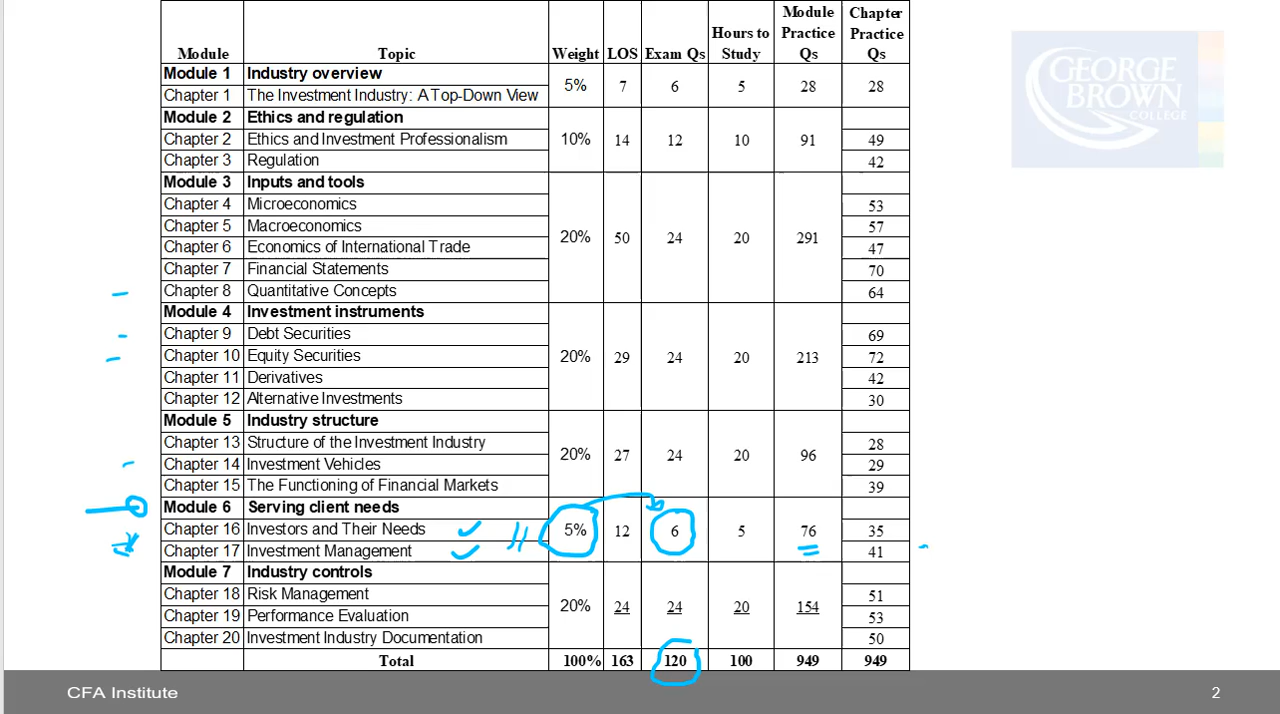 Module Topic Weight LOS Exam Qs Hours to Study Module Practice Qs Chapter Practice Qs
Module 1 Industry overview
5% 7 6 5 28 28
Chapter 1 The Investment Industry: A Top-Down View
Module 2 Ethics and regulation
Chapter 2 Ethics and Investment Professionalism 10% 14 12 10 91 49
Chapter 3 Regulation 42
Module 3 Inputs and tools
Chapter 4 Microeconomics 53
Chapter 5 Macroeconomics 57
20% 50 24 20 291
Chapter 6 Economics of International Trade 47
Chapter 7 Financial Statements 70
Chapter 8 Quantitative Concepts 64
Module 4 Investment instruments
Chapter 9 Debt Securities 69
Chapter 10 Equity Securities 20% 29 24 20 213 72
Chapter 11 Derivatives 42
Chapter 12 Alternative Investments 30
Module 5 Industry structure
Chapter 13 Structure of the Investment Industry 28
20% 27 24 20 96
Chapter 14 Investment Vehicles 29
Chapter 15 The Functioning of Financial Markets 39
Module 6 Serving client needs
Chapter 16 Investors and Their Needs 5% 12 6 5 76 35
Chapter 17 Investment Management 41
Module 7 Industry controls
Chapter 18 Risk Management 51
20% 24 24 20 154
Chapter 19 Performance Evaluation 53
Chapter 20 Investment Industry Documentation 50
Total 100% 163 120 100 949 949
GEORGE
BROWN
COLLEGE
CFA Institute 2